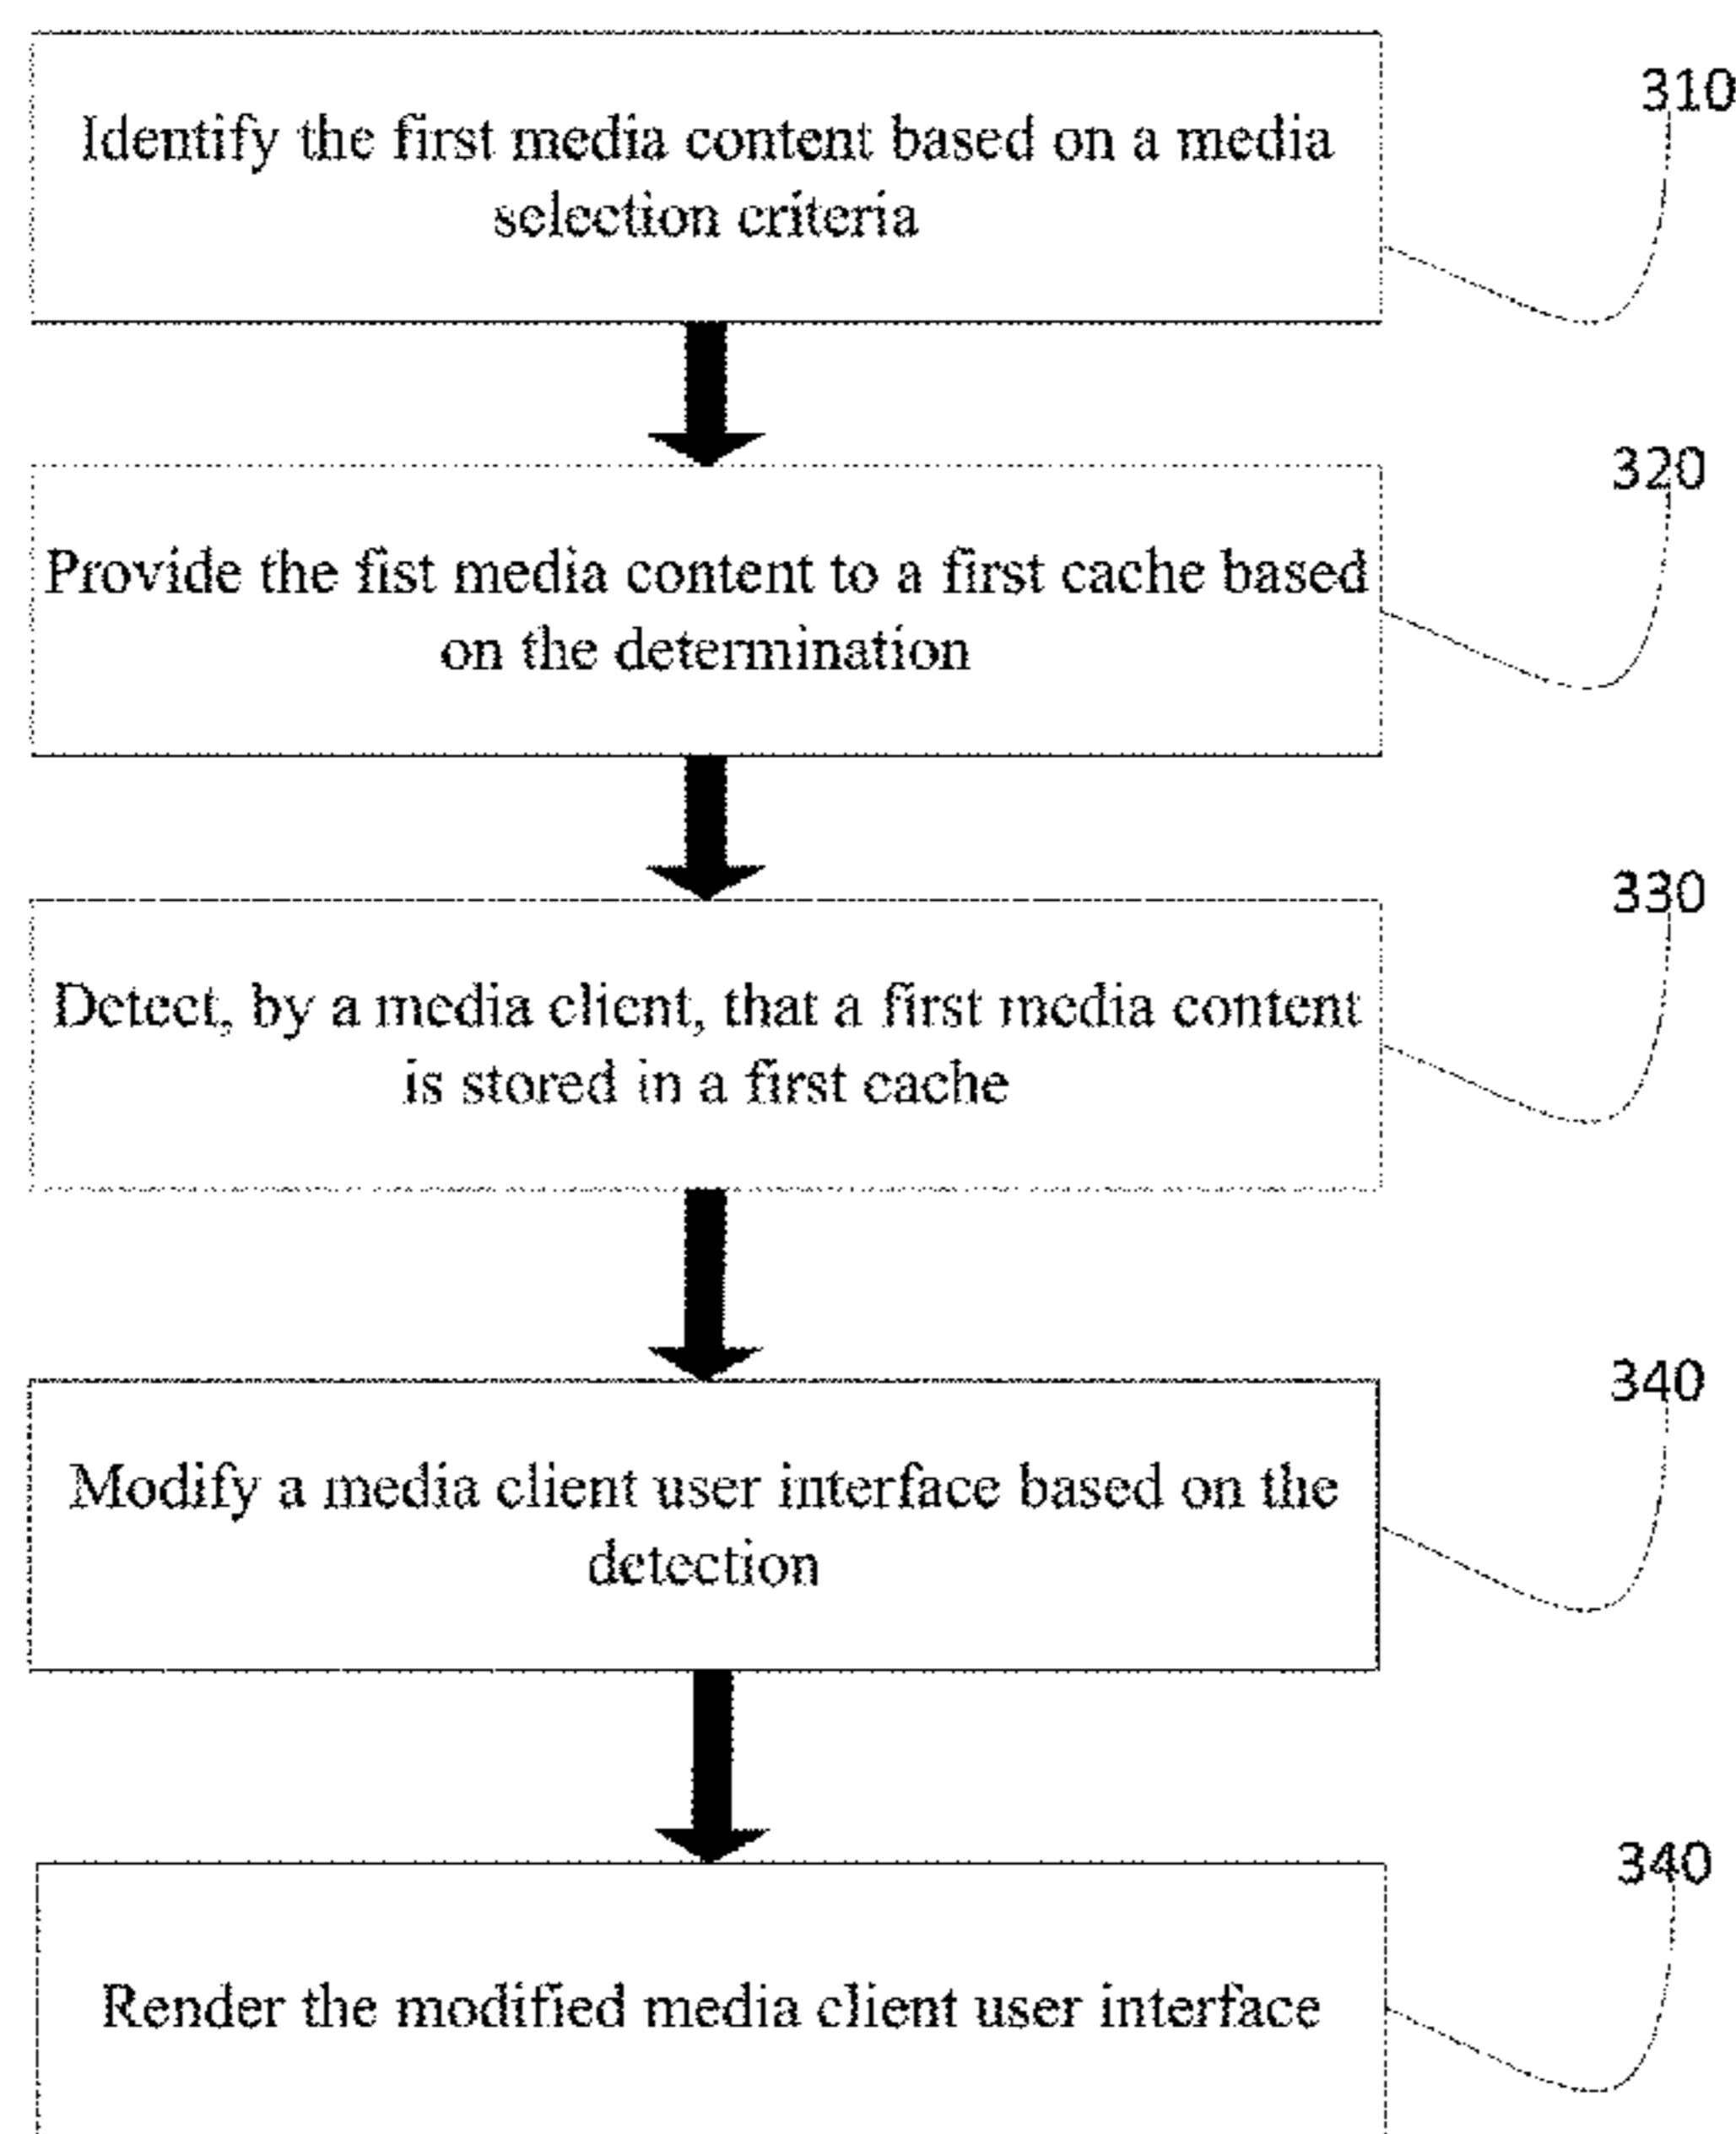 310
Identify the first media content based on a media
selection criteria
320
Provide the fist media content to a first cache based
on the determination
330
Detect, by a media client, that a first media content
is stored in a first cache
340
Modify a media client user interface based on the
detection
340
Render the modified media client user interface